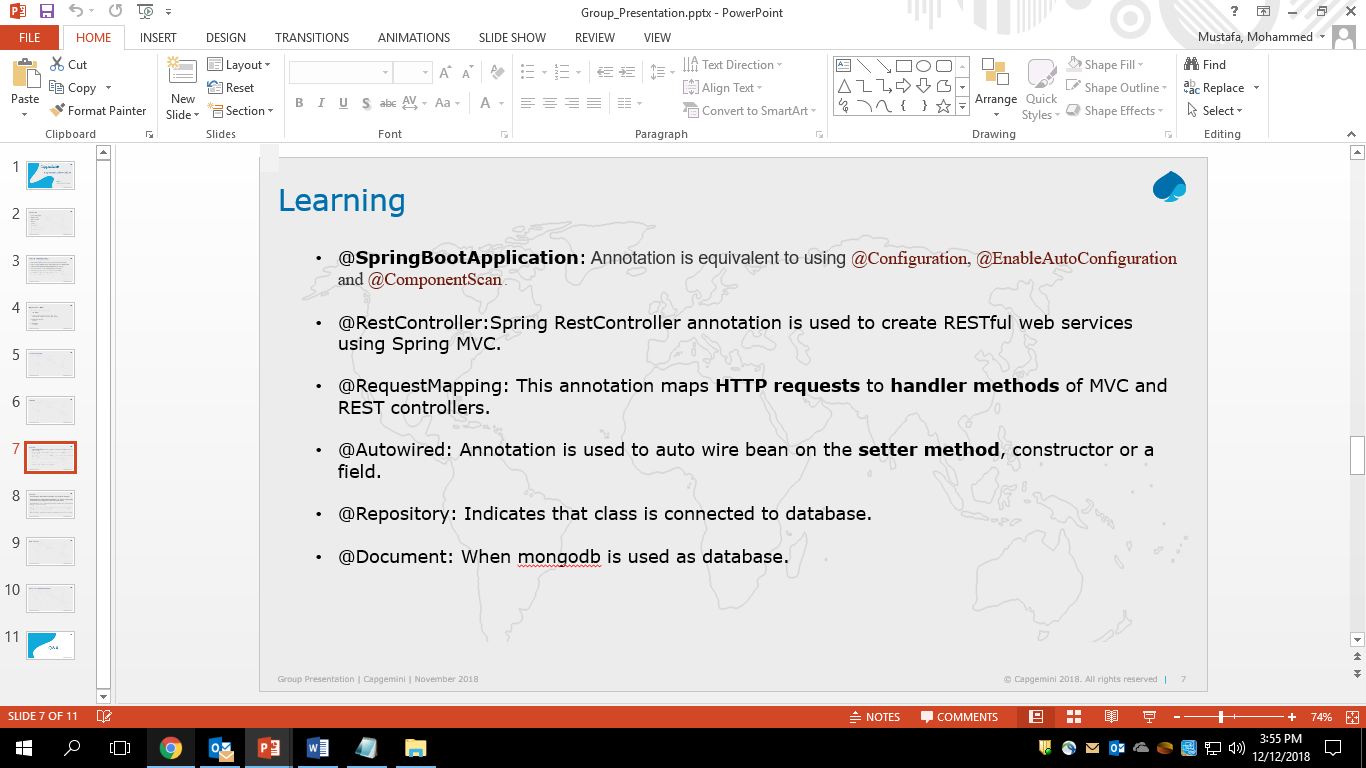 Group_Presentation.pptx - PowerPoint
?
FILE
HOME
INSERT
DESIGN
TRANSITIONS
ANIMATIONS
SLIDE SHOW
REVIEW
VIEW
Mustafa, Mohammed
Paste
Cut
Copy
Format Painter
Clipboard
New
Slide
Layout
Reset
Section
Slides
B I U S abc AV Aa A
Font
Text Direction
Align Text
Convert to SmartArt
Paragraph
Arrange
Quick
Styles
Shape Fill
Shape Outline
Shape Effects
Drawing
Find
Replace
Select
Editing
1
2
3
4
5
6
7
8
9
10
11
Learning
• @SpringBootApplication: Annotation is equivalent to using @Configuration, @EnableAutoConfiguration
and @ComponentScan.
• @RestController:Spring RestController annotation is used to create RESTful web services
using Spring MVC.
• @RequestMapping: This annotation maps HTTP requests to handler methods of MVC and
REST controllers.
• @Autowired: Annotation is used to auto wire bean on the setter method, constructor or a
field.
• @Repository: Indicates that class is connected to database.
• @Document: When mongodb is used as database.
Group Presentation | Capgemini | November 2018
© Capgemini 2018. All rights reserved | 7
SLIDE 7 OF 11
NOTES
COMMENTS
74%
3:55 PM
12/12/2018